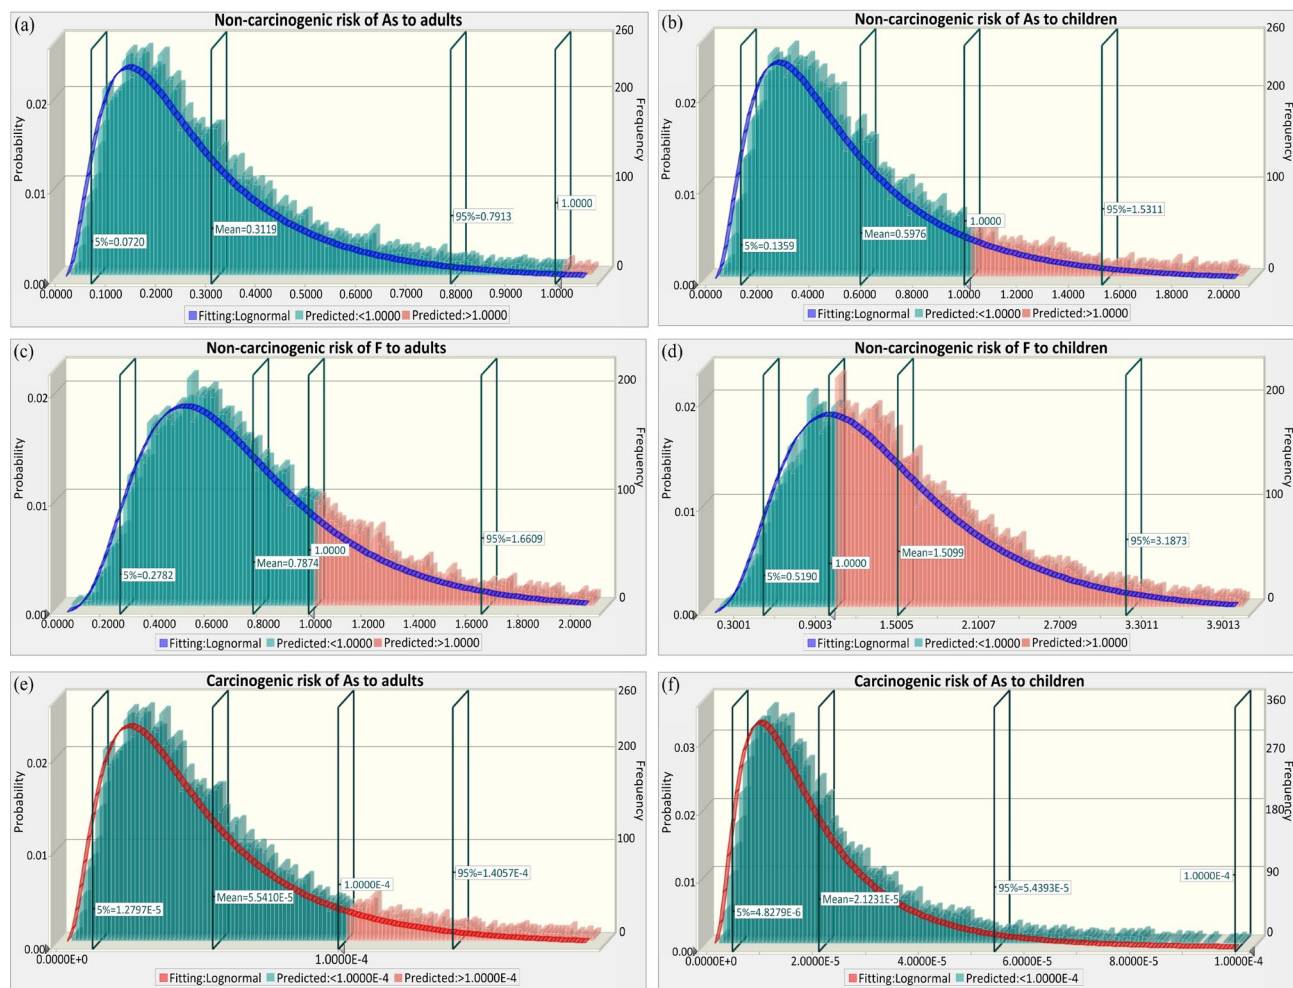 (a)
Non-carcinogenic risk of As to adults
260
200
100
0
Frequency
Probability
0.02
0.01
0.00
5%=0.0720
Mean=0.3119
95%=0.7913
1.0000
0.0000 0.1000 0.2000 0.3000 0.4000 0.5000 0.6000 0.7000 0.8000 0.9000 1.0000
Fitting:Lognormal Predicted:<1.0000 Predicted:>1.0000
(b)
Non-carcinogenic risk of As to children
260
200
100
0
Frequency
Probability
0.02
0.01
0.00
5%=0.1359
Mean=0.5976
1.0000
95%=1.5311
0.0000 0.2000 0.4000 0.6000 0.8000 1.0000 1.2000 1.4000 1.6000 1.8000 2.0000
Fitting:Lognormal Predicted:<1.0000 Predicted:>1.0000
(c)
Non-carcinogenic risk of F to adults
200
100
0
Frequency
Probability
0.02
0.01
0.00
5%=0.2782
Mean=0.7874
1.0000
95%=1.6609
0.0000 0.2000 0.4000 0.6000 0.8000 1.0000 1.2000 1.4000 1.6000 1.8000 2.0000
Fitting:Lognormal Predicted:<1.0000 Predicted:>1.0000
(d)
Non-carcinogenic risk of F to children
200
100
0
Frequency
Probability
0.02
0.01
0.00
5%=0.5190
1.0000
Mean=1.5099
95%=3.1873
0.3001 0.9003 1.5005 2.1007 2.7009 3.3011 3.9013
Fitting:Lognormal Predicted:<1.0000 Predicted:>1.0000
(e)
Carcinogenic risk of As to adults
260
200
100
0
Frequency
Probability
0.02
0.01
0.00
5%=1.2797E-5
Mean=5.5410E-5
1.0000E-4
95%=1.4057E-4
0.0000E+0 1.0000E-4
Fitting:Lognormal Predicted:<1.0000E-4 Predicted:>1.0000E-4
(f)
Carcinogenic risk of As to children
360
270
180
90
0
Frequency
Probability
0.03
0.02
0.01
0.00
5%=4.8279E-6
Mean=2.1231E-5
95%=5.4393E-5
1.0000E-4
0.0000E+0 2.0000E-5 4.0000E-5 6.0000E-5 8.0000E-5 1.0000E-4
Fitting:Lognormal Predicted:<1.0000E-4